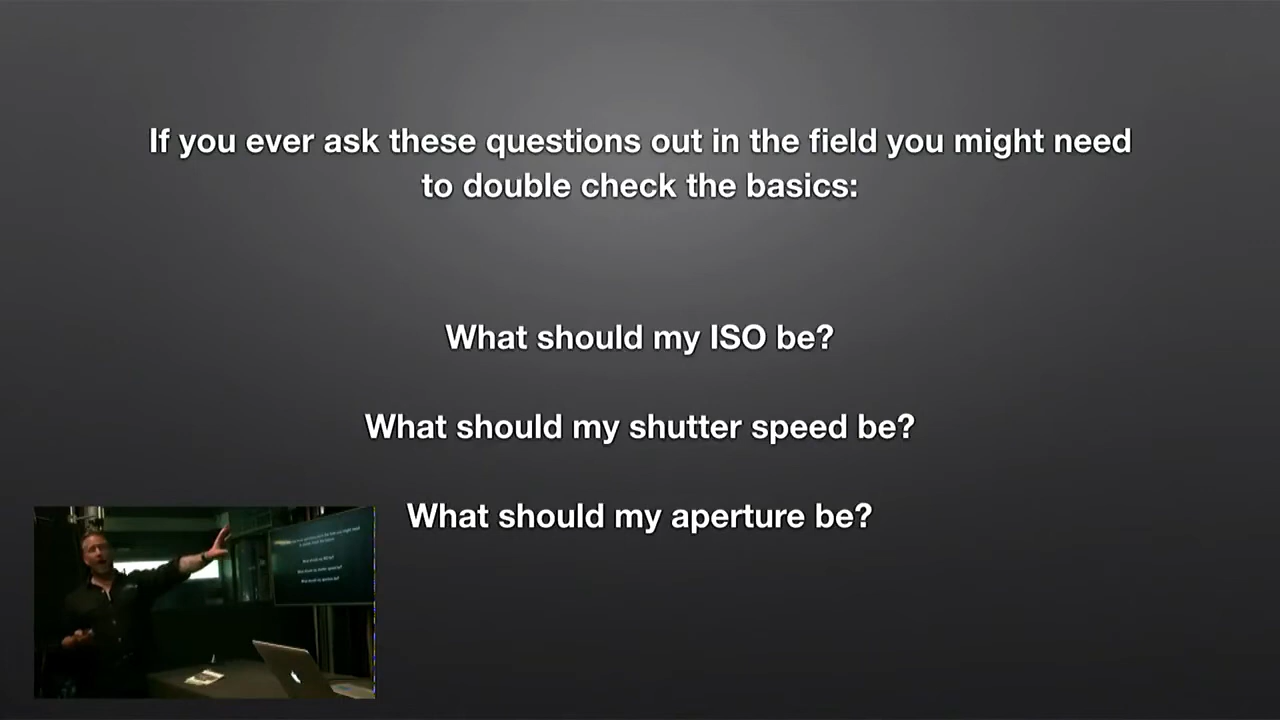 If you ever ask these questions out in the field you might need
to double check the basics:
What should my ISO be?
What should my shutter speed be?
What should my aperture be?